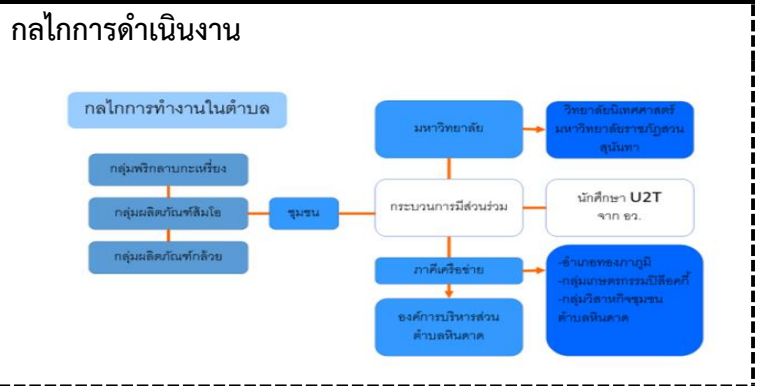 กลไกการดำเนินงาน
กลไกการทำงานในตำบล
มหาวิทยาลัย
วิทยาลัยนิเทศศาสตร์
มหาวิทยาลัยราชภัฏสวน
สุนันทา
กลุ่มพริกลาบกะเหรี่ยง
กลุ่มผลิตภัณฑ์ส้มโอ
กลุ่มผลิตภัณฑ์กล้วย
ชุมชน
กระบวนการมีส่วนร่วม
นักศึกษา U2T
จาก อว.
ภาคีเครือข่าย
-อำเภอทองภาภูมิ
-กลุ่มเกษตรกรรมปิล๊อคกี้
-กลุ่มวิสาหกิจชุมชน
ตำบลหินดาด
องค์การบริหารส่วน
ตำบลหินดาด